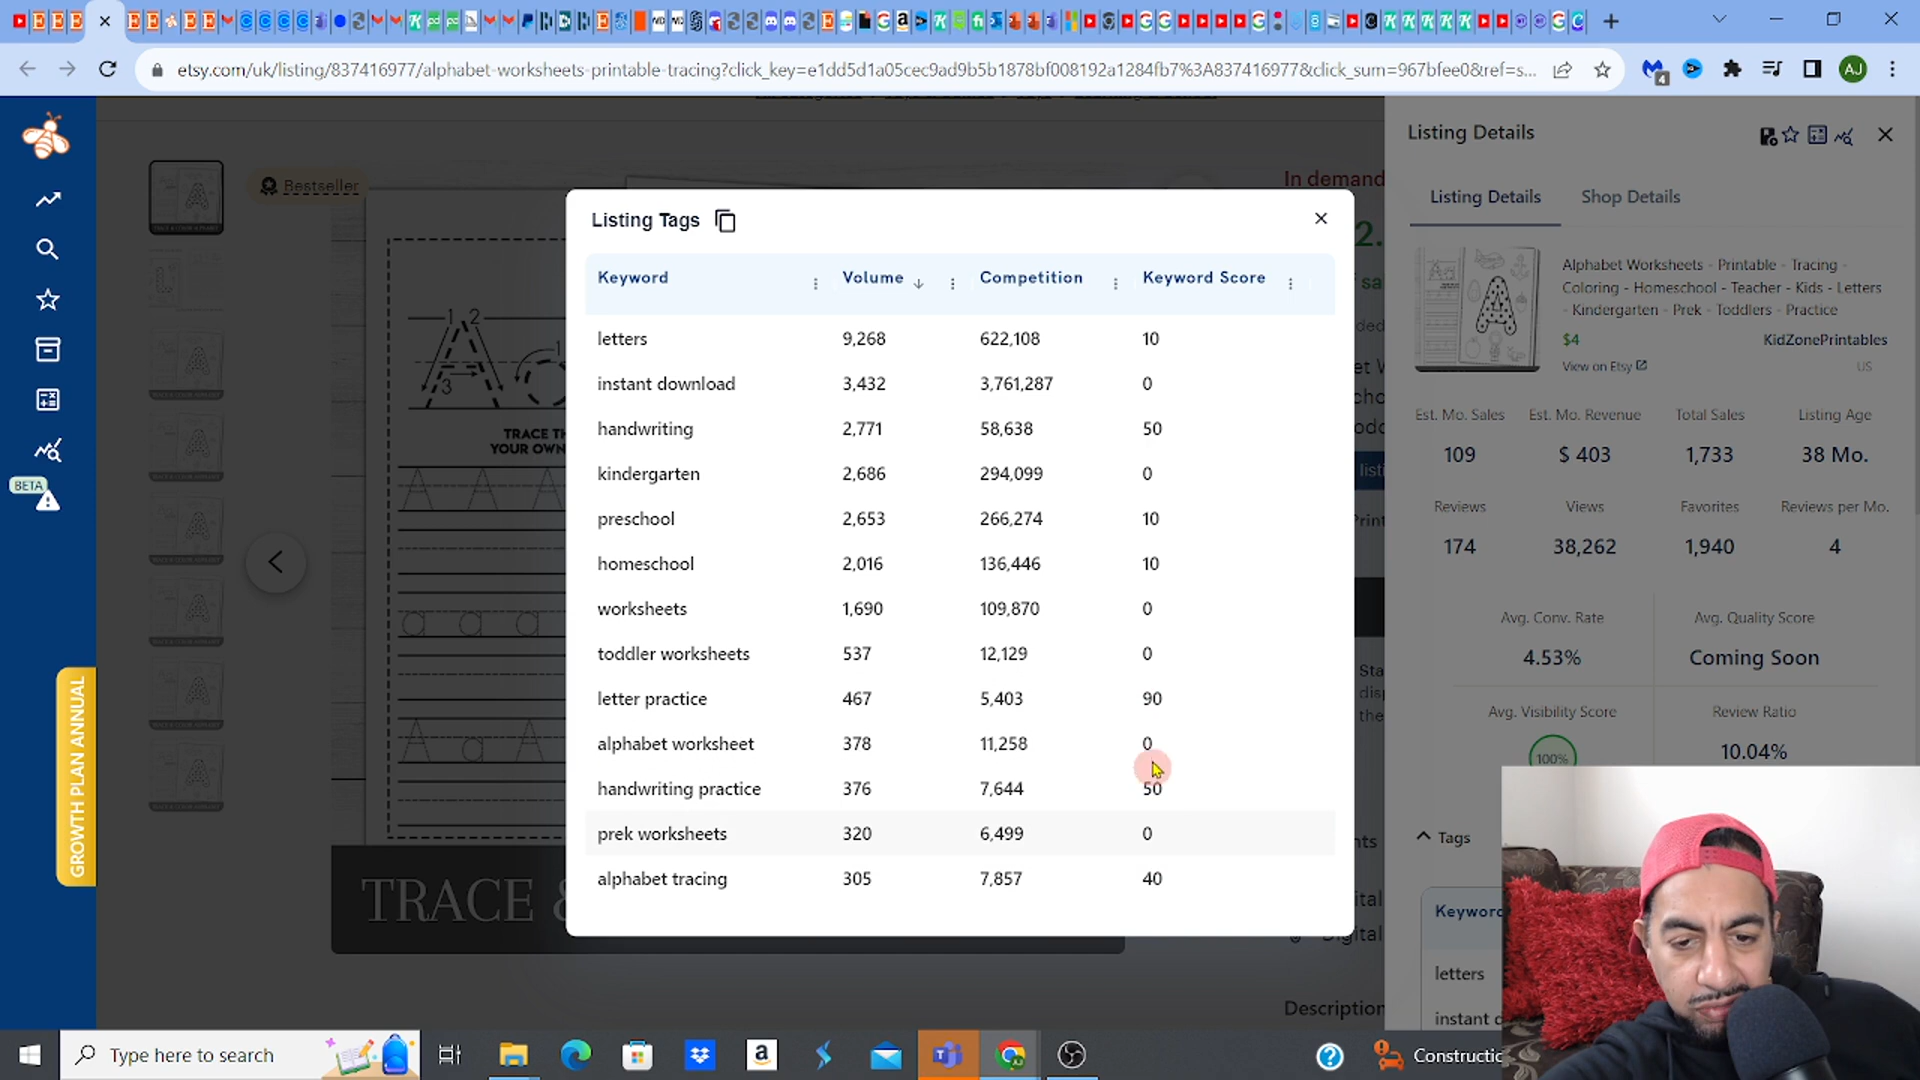 etsy.com/uk/listing/837416977/alphabet-worksheets-printable-tracing?click_key=e1dd5d1a05cec9ad9b5b1878bf008192a1284fb7%3A837416977&click_sum=967bfee0&ref=s...
4
AJ
BETA
GROWTH PLAN ANNUAL
Bestseller
In demand
TRACE TH
YOUR OWN
TRACE &
Listing Tags
Keyword Volume Competition Keyword Score
letters 9,268 622,108 10
instant download 3,432 3,761,287 0
handwriting 2,771 58,638 50
kindergarten 2,686 294,099 0
preschool 2,653 266,274 10
homeschool 2,016 136,446 10
worksheets 1,690 109,870 0
toddler worksheets 537 12,129 0
letter practice 467 5,403 90
alphabet worksheet 378 11,258 0
handwriting practice 376 7,644 50
prek worksheets 320 6,499 0
alphabet tracing 305 7,857 40
Description
Listing Details
Listing Details Shop Details
Alphabet Worksheets - Printable - Tracing -
Coloring - Homeschool - Teacher - Kids - Letters
- Kindergarten - Prek - Toddlers - Practice
$4 KidZonePrintables
View on Etsy US
Est. Mo. Sales Est. Mo. Revenue Total Sales Listing Age
109 $ 403 1,733 38 Mo.
Reviews Views Favorites Reviews per Mo.
174 38,262 1,940 4
Avg. Conv. Rate Avg. Quality Score
4.53% Coming Soon
Avg. Visibility Score Review Ratio
100% 10.04%
Tags
Keyword
letters
instant d
Type here to search
Constructic